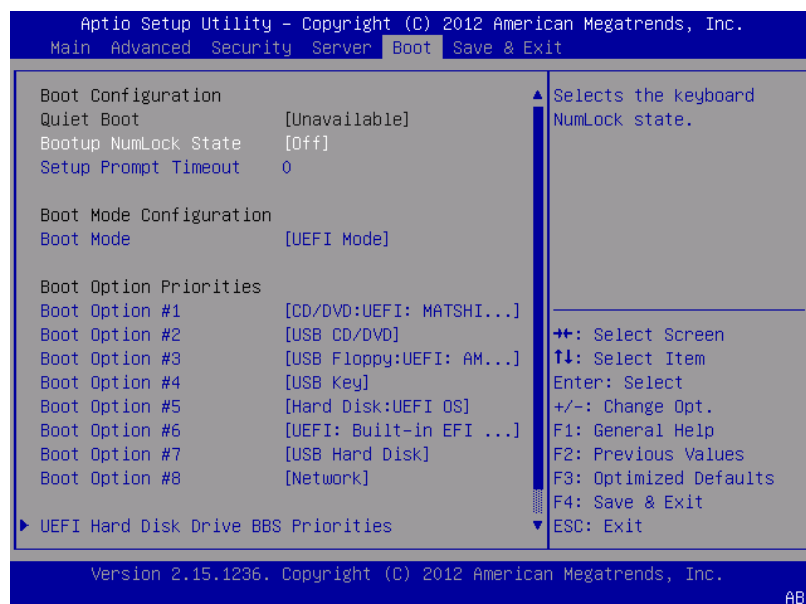 Aptio Setup Utility – Copyright (C) 2012 American Megatrends, Inc.
Main Advanced Security Server Boot Save & Exit
Boot Configuration
Quiet Boot [Unavailable]
Bootup NumLock State [Off]
Setup Prompt Timeout 0
Boot Mode Configuration
Boot Mode [UEFI Mode]
Boot Option Priorities
Boot Option #1 [CD/DVD:UEFI: MATSHI...]
Boot Option #2 [USB CD/DVD]
Boot Option #3 [USB Floppy:UEFI: AM...]
Boot Option #4 [USB Key]
Boot Option #5 [Hard Disk:UEFI OS]
Boot Option #6 [UEFI: Built-in EFI ...]
Boot Option #7 [USB Hard Disk]
Boot Option #8 [Network]
UEFI Hard Disk Drive BBS Priorities
Selects the keyboard
NumLock state.
→←: Select Screen
↑↓: Select Item
Enter: Select
+/-: Change Opt.
F1: General Help
F2: Previous Values
F3: Optimized Defaults
F4: Save & Exit
ESC: Exit
Version 2.15.1236. Copyright (C) 2012 American Megatrends, Inc.
AB